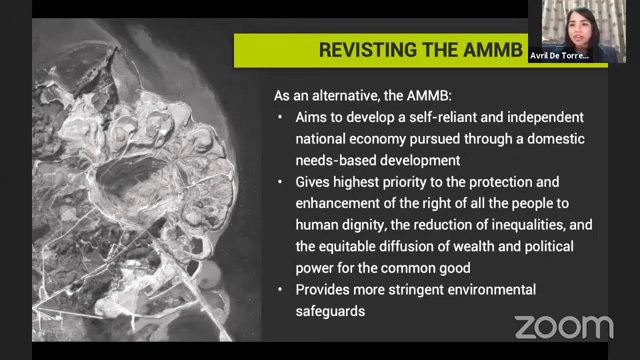 REVISTING THE AMMB
Avril De Torre...
As an alternative, the AMMB:
• Aims to develop a self-reliant and independent
national economy pursued through a domestic
needs-based development
• Gives highest priority to the protection and
enhancement of the right of all the people to
human dignity, the reduction of inequalities, and
the equitable diffusion of wealth and political
power for the common good
• Provides more stringent environmental
safeguards
zoom